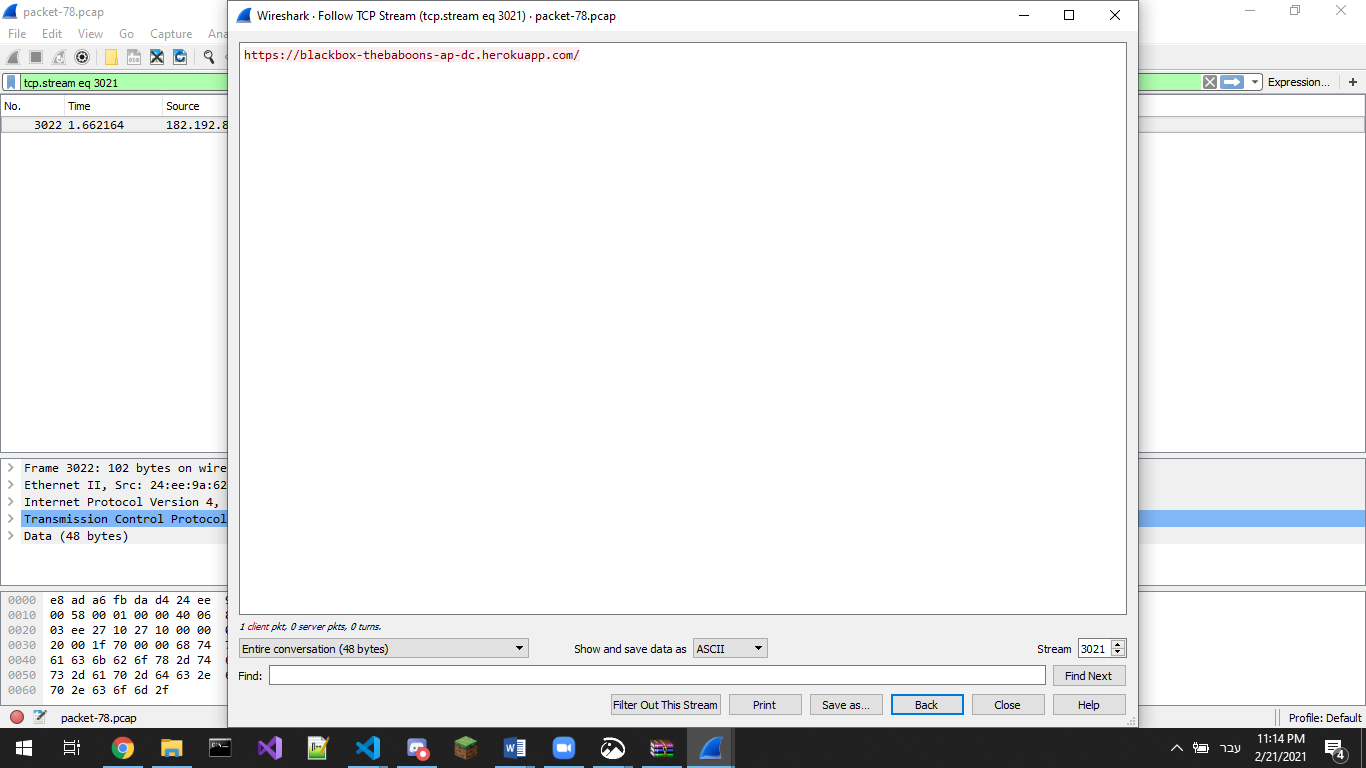 packet-78.pcap
File Edit View Go Capture Ana
tcp.stream eq 3021
Expression...
+
No. Time Source
3022 1.662164 182.192.8
Wireshark · Follow TCP Stream (tcp.stream eq 3021) · packet-78.pcap
https://blackbox-thebaboons-ap-dc.herokuapp.com/
Frame 3022: 102 bytes on wire
Ethernet II, Src: 24:ee:9a:62
Internet Protocol Version 4,
Transmission Control Protocol
Data (48 bytes)
0000 e8 ad a6 fb da d4 24 ee
0010 00 58 00 01 00 00 40 06
0020 03 ee 27 10 27 10 00 00
0030 20 00 1f 70 00 00 68 74
0040 61 63 6b 62 6f 78 2d 74
0050 73 2d 61 70 2d 64 63 2e
0060 70 2e 63 6f 6d 2f
1 client pkt, 0 server pkts, 0 turns.
Entire conversation (48 bytes)
Show and save data as ASCII
Stream 3021
Find:
Find Next
Filter Out This Stream
Print
Save as...
Back
Close
Help
packet-78.pcap
Profile: Default
עבר
11:14 PM
2/21/2021
4